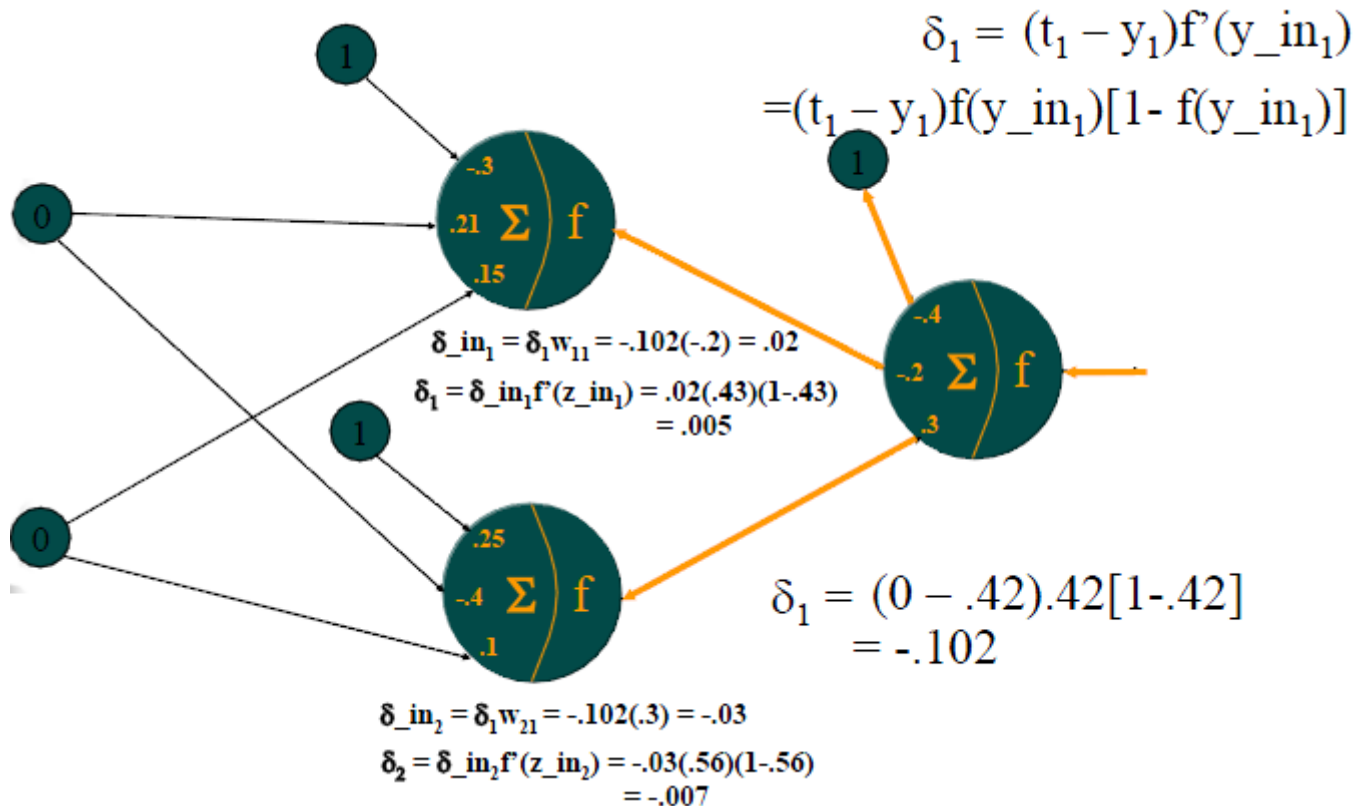 δ₁ = (t₁ – y₁)f’(y_in₁)
=(t₁ – y₁)f(y_in₁)[1- f(y_in₁)]
1
1
0
-.3
.21 Σ f
.15
-.4
-.2 Σ f
.3
δ_in₁ = δ₁w₁₁ = -.102(-.2) = .02
δ₁ = δ_in₁f’(z_in₁) = .02(.43)(1-.43)
= .005
1
0
.25
-.4 Σ f
.1
δ₁ = (0 – .42).42[1-.42]
= -.102
δ_in₂ = δ₁w₂₁ = -.102(.3) = -.03
δ₂ = δ_in₂f’(z_in₂) = -.03(.56)(1-.56)
= -.007